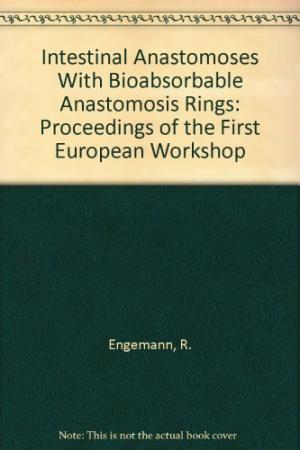 Intestinal Anastomoses
With Bioabsorbable
Anastomosis Rings:
Proceedings of the First
European Workshop
Engemann, R.
Note: This is not the actual book cover